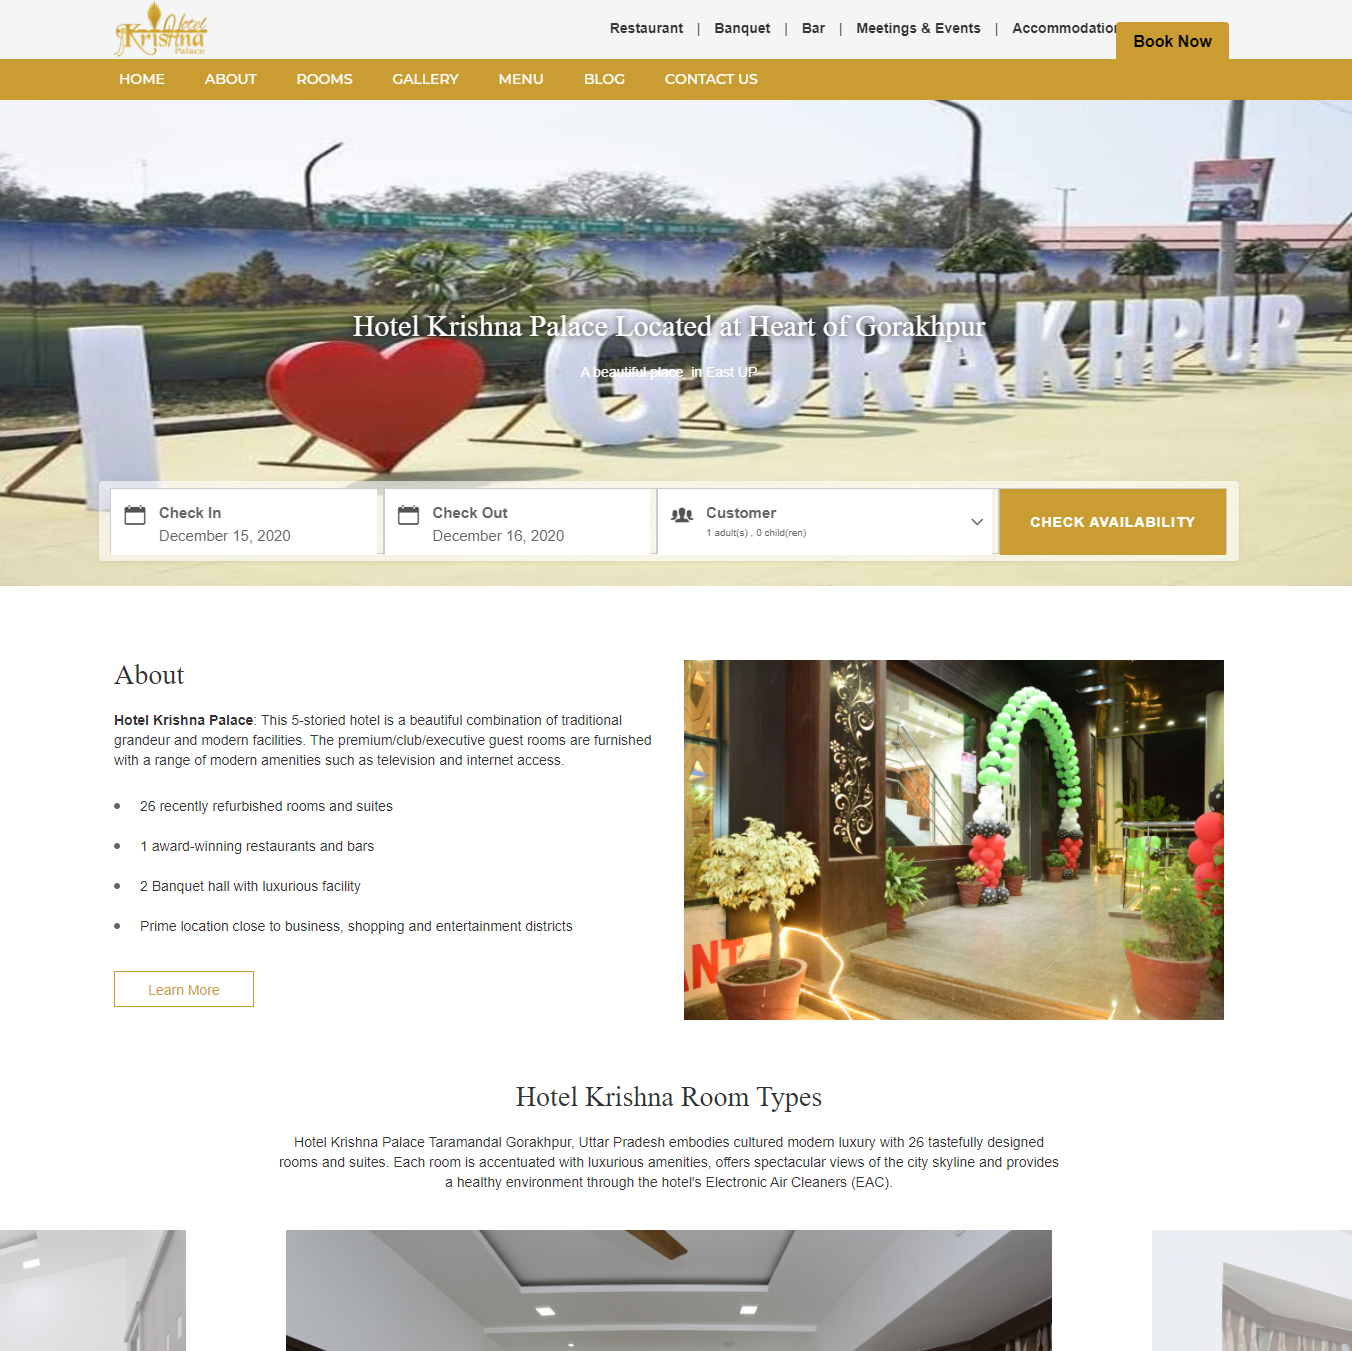 Hotel
Krishna
Palace
Restaurant | Banquet | Bar | Meetings & Events | Accommodation
Book Now
HOME ABOUT ROOMS GALLERY MENU BLOG CONTACT US
Hotel Krishna Palace Located at Heart of Gorakhpur
A beautiful place in East UP
I GORAKHPUR
Check In
December 15, 2020
Check Out
December 16, 2020
Customer
1 adult(s) , 0 child(ren)
CHECK AVAILABILITY
About
Hotel Krishna Palace: This 5-storied hotel is a beautiful combination of traditional
grandeur and modern facilities. The premium/club/executive guest rooms are furnished
with a range of modern amenities such as television and internet access.
26 recently refurbished rooms and suites
1 award-winning restaurants and bars
2 Banquet hall with luxurious facility
Prime location close to business, shopping and entertainment districts
Learn More
ANT
Hotel Krishna Room Types
Hotel Krishna Palace Taramandal Gorakhpur, Uttar Pradesh embodies cultured modern luxury with 26 tastefully designed
rooms and suites. Each room is accentuated with luxurious amenities, offers spectacular views of the city skyline and provides
a healthy environment through the hotel's Electronic Air Cleaners (EAC).